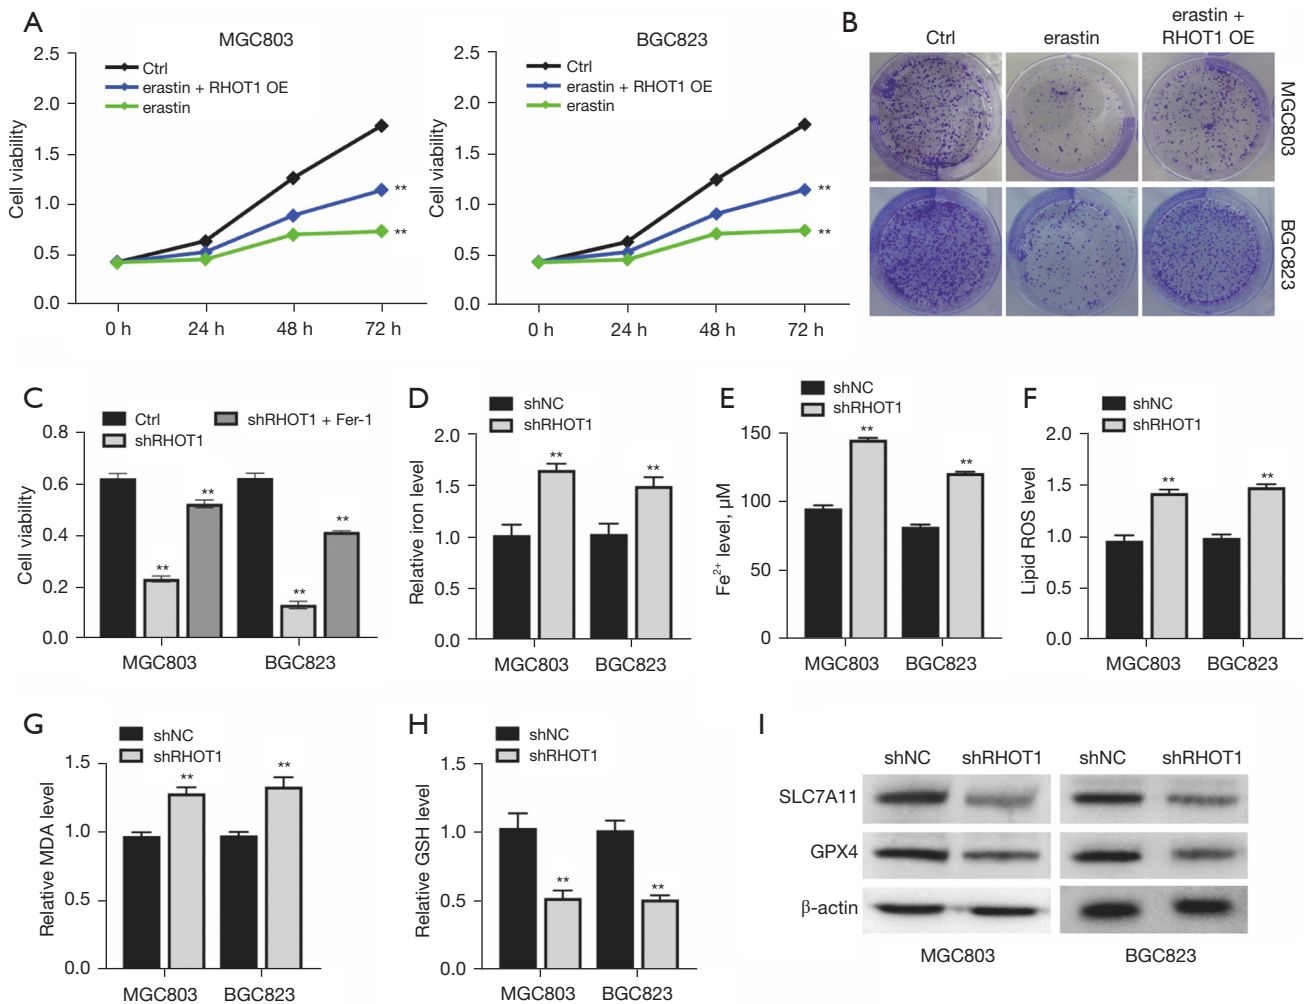 A
MGC803
2.5
2.0
1.5
1.0
0.5
0.0
Cell viability
Ctrl
erastin + RHOT1 OE
erastin
**
**
0 h
24 h
48 h
72 h
BGC823
2.5
2.0
1.5
1.0
0.5
0.0
Cell viability
Ctrl
erastin + RHOT1 OE
erastin
**
**
0 h
24 h
48 h
72 h
B
Ctrl
erastin
erastin +
RHOT1 OE
MGC803
BGC823
C
Ctrl
shRHOT1
shRHOT1 + Fer-1
0.8
0.6
0.4
0.2
0.0
Cell viability
**
**
**
**
MGC803
BGC823
D
shNC
shRHOT1
2.0
1.5
1.0
0.5
0.0
Relative iron level
**
**
MGC803
BGC823
E
shNC
shRHOT1
150
100
50
0
Fe²⁺ level, μM
**
**
MGC803
BGC823
F
shNC
shRHOT1
2.0
1.5
1.0
0.5
0.0
Lipid ROS level
**
**
MGC803
BGC823
G
shNC
shRHOT1
1.5
1.0
0.5
0.0
Relative MDA level
**
**
MGC803
BGC823
H
shNC
shRHOT1
1.5
1.0
0.5
0.0
Relative GSH level
**
**
MGC803
BGC823
I
shNC
shRHOT1
shNC
shRHOT1
SLC7A11
GPX4
β-actin
MGC803
BGC823